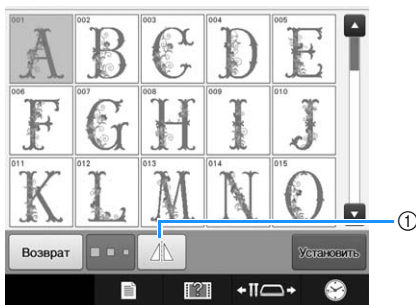 001 002 003 004 005
A B C D E
006 007 008 009 010
F G H I J
011 012 013 014 015
K L M N O
①
Возврат Установить
?